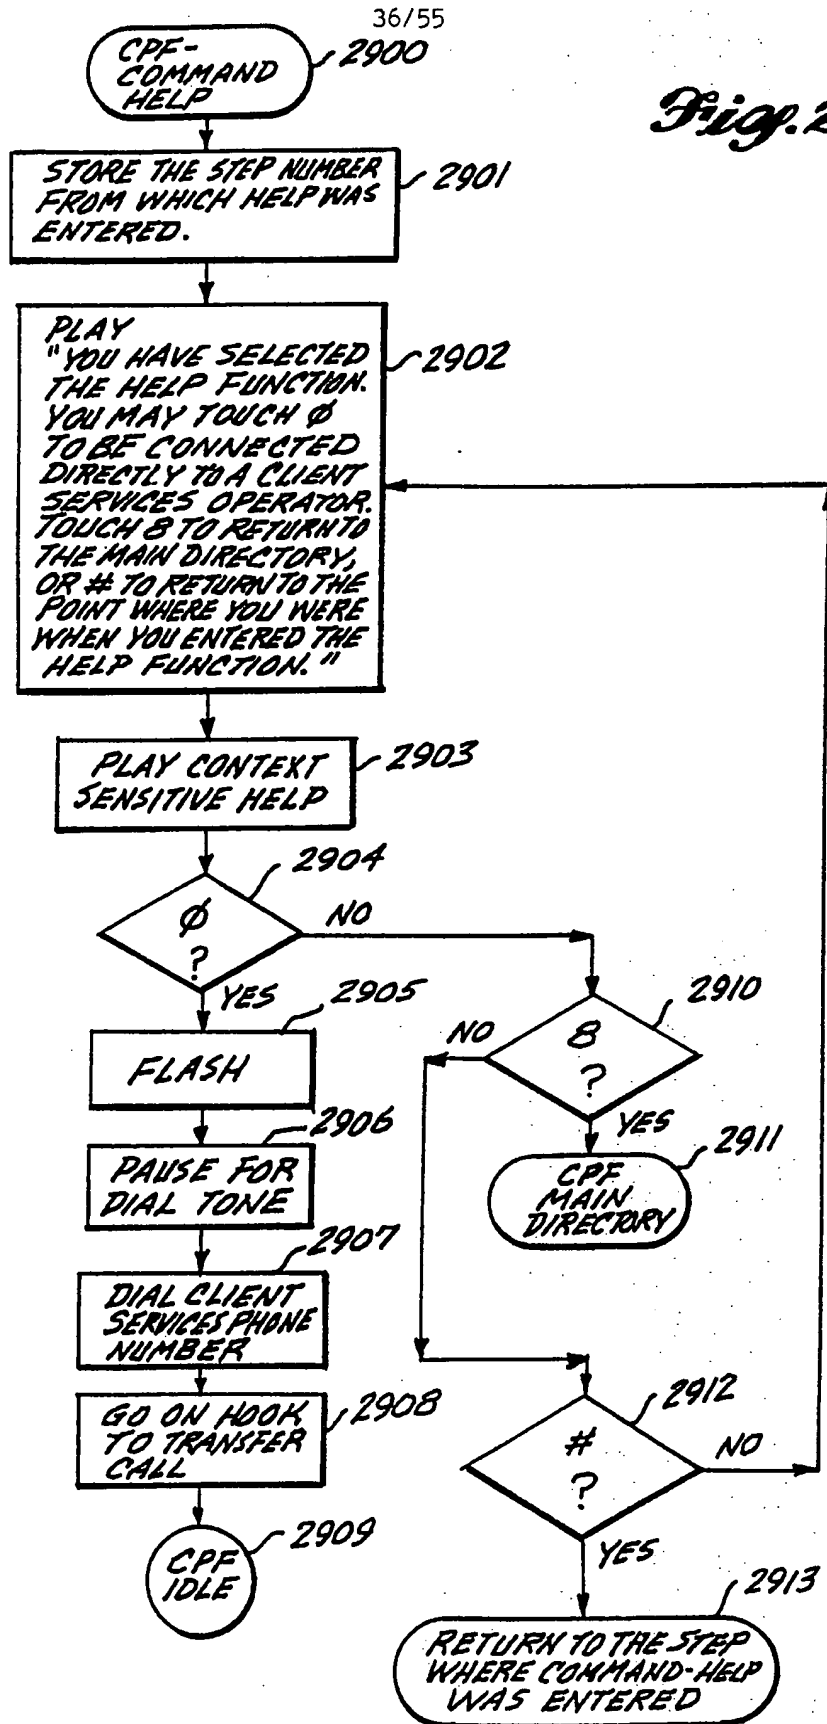 36/55
CPF-
COMMAND
HELP
2900
Fig. 2
STORE THE STEP NUMBER
FROM WHICH HELP WAS
ENTERED.
2901
PLAY
"YOU HAVE SELECTED
THE HELP FUNCTION.
YOU MAY TOUCH Ø
TO BE CONNECTED
DIRECTLY TO A CLIENT
SERVICES OPERATOR.
TOUCH 8 TO RETURN TO
THE MAIN DIRECTORY,
OR # TO RETURN TO THE
POINT WHERE YOU WERE
WHEN YOU ENTERED THE
HELP FUNCTION."
2902
PLAY CONTEXT
SENSITIVE HELP
2903
2904
Ø
?
NO
YES
2905
FLASH
2906
PAUSE FOR
DIAL TONE
2907
DIAL CLIENT
SERVICES PHONE
NUMBER
GO ON HOOK
TO TRANSFER
CALL
2908
CPF
IDLE
2909
2910
8
?
NO
YES
2911
CPF
MAIN
DIRECTORY
2912
#
?
NO
YES
2913
RETURN TO THE STEP
WHERE COMMAND-HELP
WAS ENTERED